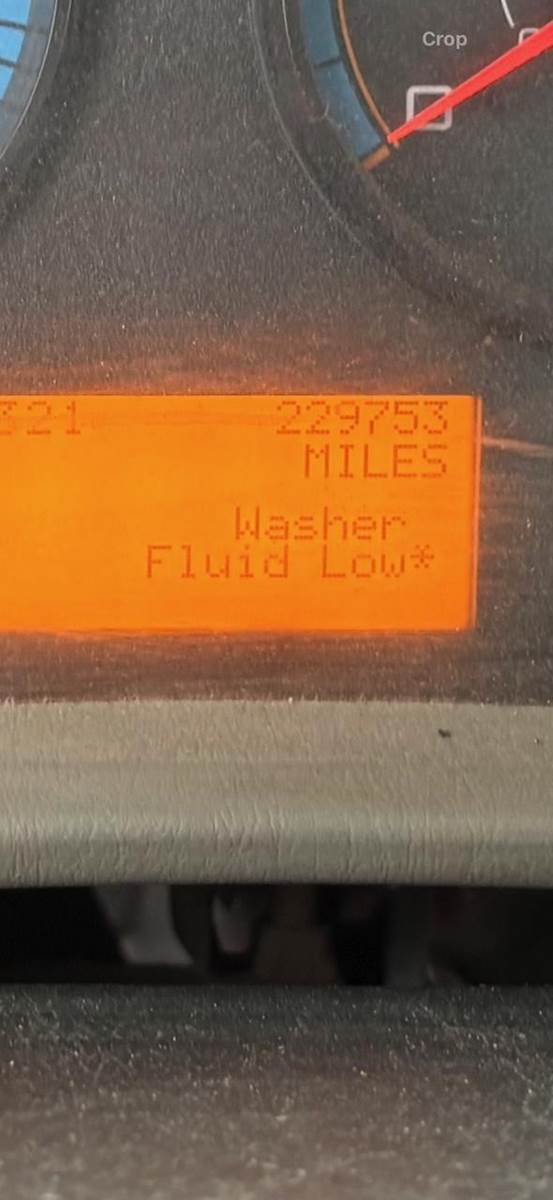 Crop
321 229753
MILES
Washer
Fluid Low*